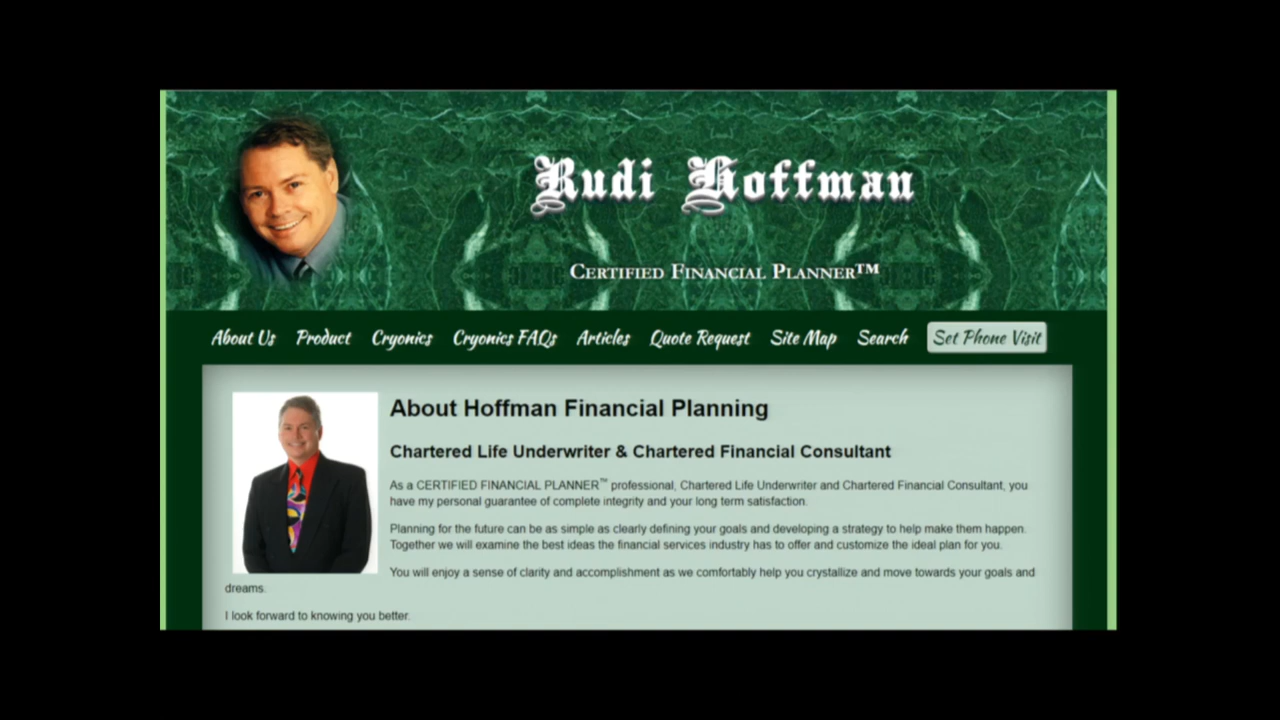 Rudi Hoffman
Certified Financial Planner™
About Us Product Cryonics Cryonics FAQs Articles Quote Request Site Map Search Set Phone Visit
About Hoffman Financial Planning
Chartered Life Underwriter & Chartered Financial Consultant
As a CERTIFIED FINANCIAL PLANNER™ professional, Chartered Life Underwriter and Chartered Financial Consultant, you
have my personal guarantee of complete integrity and your long term satisfaction.
Planning for the future can be as simple as clearly defining your goals and developing a strategy to help make them happen.
Together we will examine the best ideas the financial services industry has to offer and customize the ideal plan for you.
You will enjoy a sense of clarity and accomplishment as we comfortably help you crystallize and move towards your goals and
dreams.
I look forward to knowing you better.